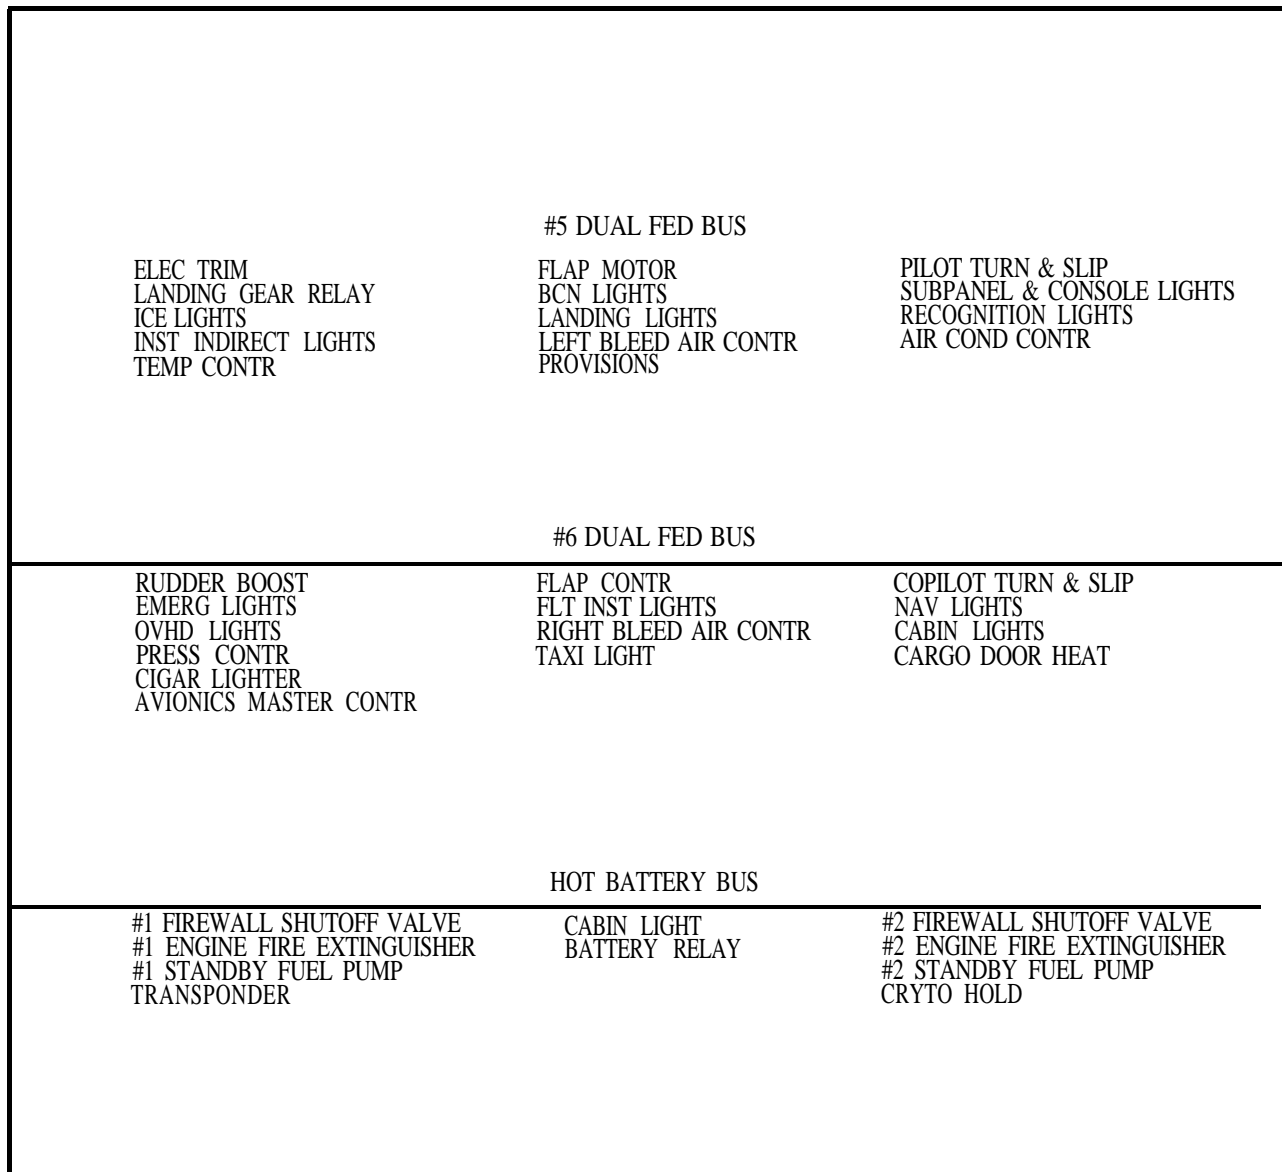 #5 DUAL FED BUS
ELEC TRIM
LANDING GEAR RELAY
ICE LIGHTS
INST INDIRECT LIGHTS
TEMP CONTR
FLAP MOTOR
BCN LIGHTS
LANDING LIGHTS
LEFT BLEED AIR CONTR
PROVISIONS
PILOT TURN & SLIP
SUBPANEL & CONSOLE LIGHTS
RECOGNITION LIGHTS
AIR COND CONTR
#6 DUAL FED BUS
RUDDER BOOST
EMERG LIGHTS
OVHD LIGHTS
PRESS CONTR
CIGAR LIGHTER
AVIONICS MASTER CONTR
FLAP CONTR
FLT INST LIGHTS
RIGHT BLEED AIR CONTR
TAXI LIGHT
COPILOT TURN & SLIP
NAV LIGHTS
CABIN LIGHTS
CARGO DOOR HEAT
HOT BATTERY BUS
#1 FIREWALL SHUTOFF VALVE
#1 ENGINE FIRE EXTINGUISHER
#1 STANDBY FUEL PUMP
TRANSPONDER
CABIN LIGHT
BATTERY RELAY
#2 FIREWALL SHUTOFF VALVE
#2 ENGINE FIRE EXTINGUISHER
#2 STANDBY FUEL PUMP
CRYTO HOLD